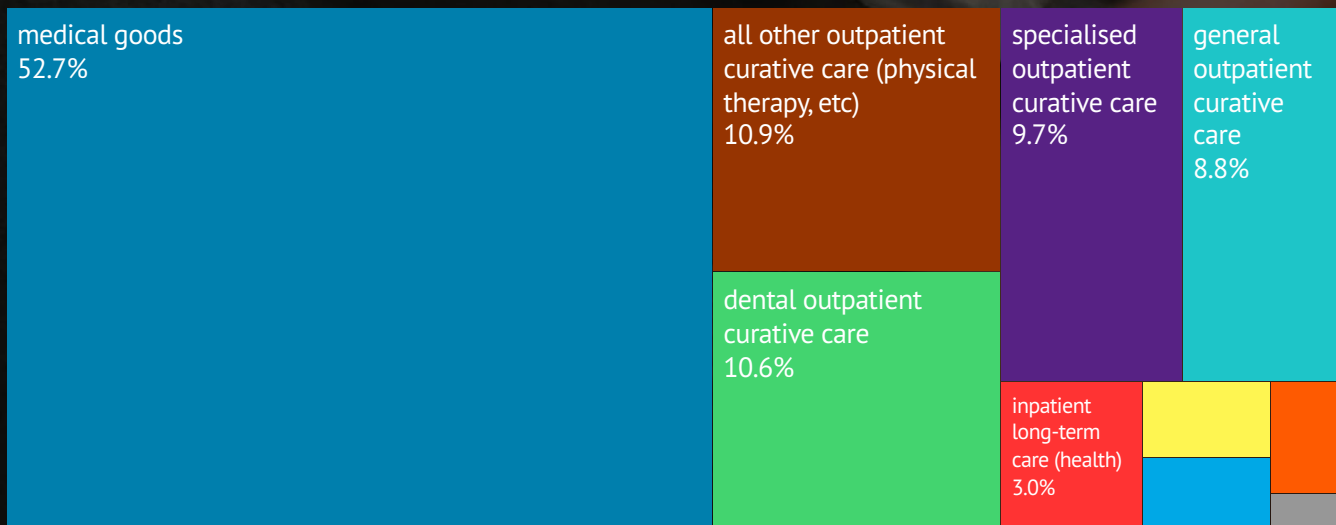 medical goods
52.7%
all other outpatient
curative care (physical
therapy, etc)
10.9%
specialised
outpatient
curative care
9.7%
general
outpatient
curative
care
8.8%
dental outpatient
curative care
10.6%
inpatient
long-term
care (health)
3.0%